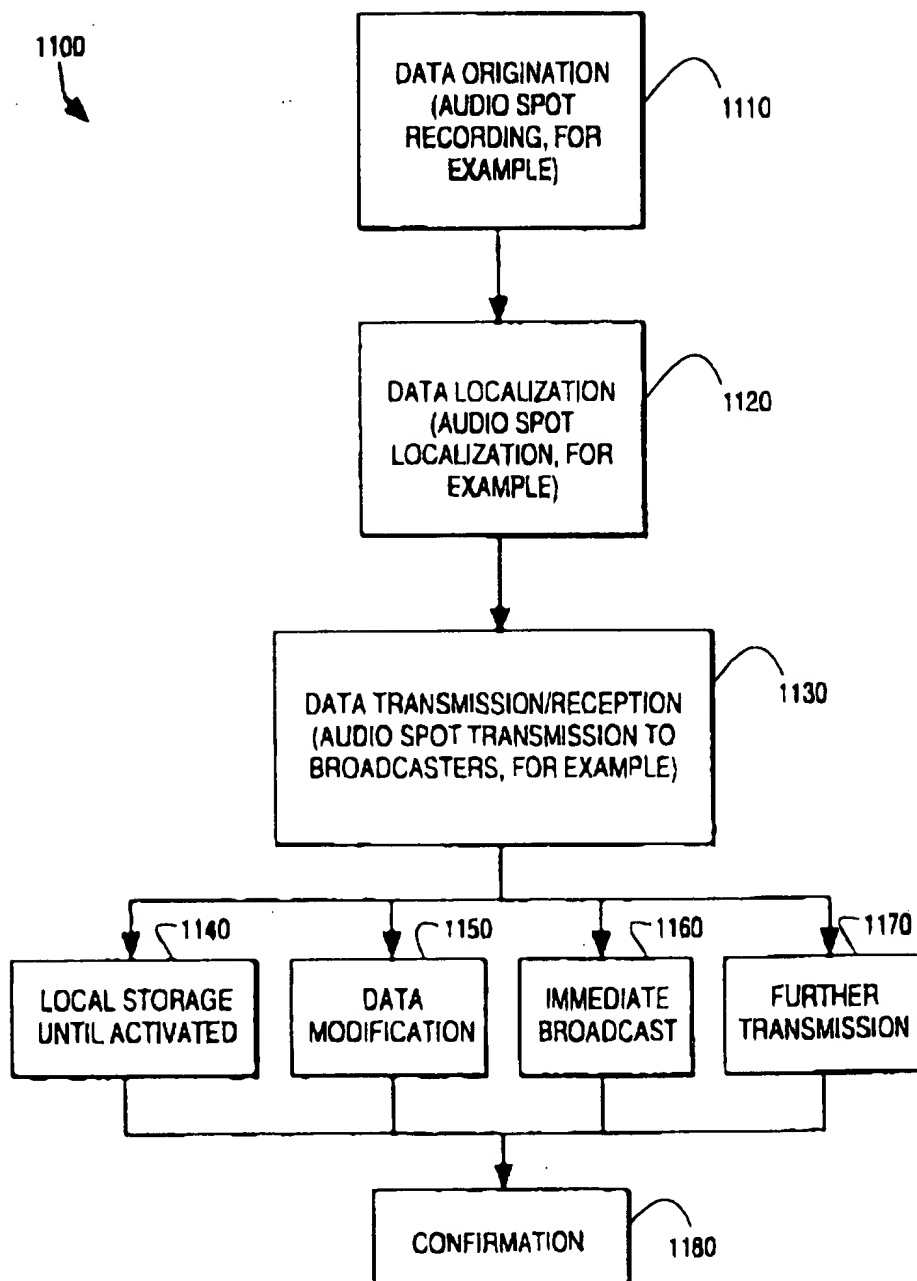 1100
DATA ORIGINATION
(AUDIO SPOT
RECORDING, FOR
EXAMPLE)
1110
DATA LOCALIZATION
(AUDIO SPOT
LOCALIZATION, FOR
EXAMPLE)
1120
DATA TRANSMISSION/RECEPTION
(AUDIO SPOT TRANSMISSION TO
BROADCASTERS, FOR EXAMPLE)
1130
1140
LOCAL STORAGE
UNTIL ACTIVATED
1150
DATA
MODIFICATION
1160
IMMEDIATE
BROADCAST
1170
FURTHER
TRANSMISSION
CONFIRMATION
1180